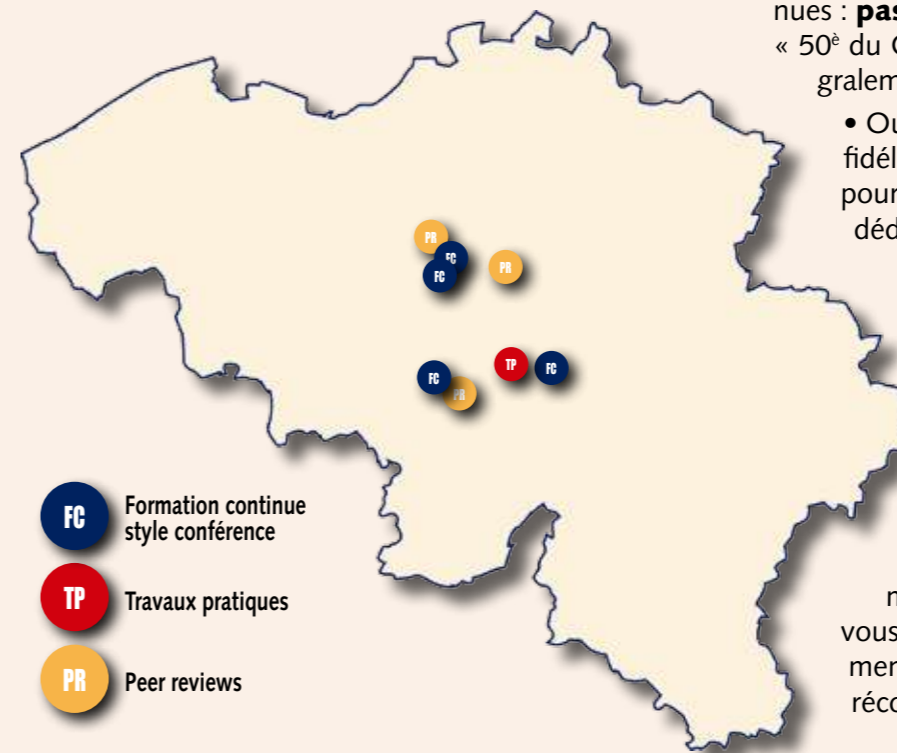 nues : pas
« 50è du C
gralem
• Ou
fidél
pour
déd
PR
FC
FC
PR
TP
FC
FC
PR
FC
Formation continue
style conférence
TP
Travaux pratiques
PR
Peer reviews
m
vous
men
réco